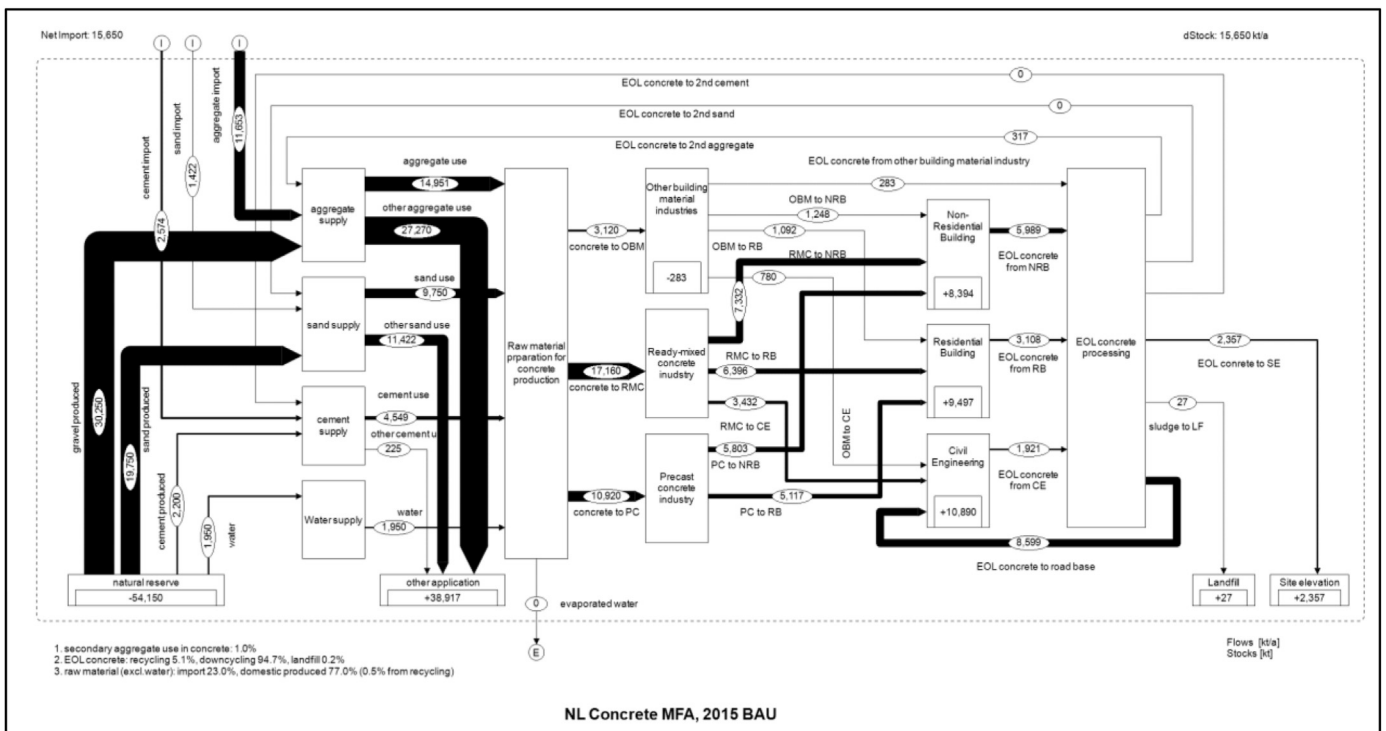 Net Import: 15,650
dStock: 15,650 kt/a
I
I
I
cement import
sand import
aggregate import
2,574
1,422
11,653
0
EOL concrete to 2nd cement
0
EOL concrete to 2nd sand
317
EOL concrete to 2nd aggregate
EOL concrete from other building material industry
283
aggregate use
14,951
aggregate supply
other aggregate use
27,270
sand use
9,750
sand supply
other sand use
11,422
cement use
4,549
cement supply
other cement u
225
Water supply
water
1,950
gravel produced
30,250
sand produced
19,750
cement produced
2,200
water
1,950
natural reserve
-54,150
other application
+38,917
Raw material
prparation for
concrete
production
0
evaporated water
E
3,120
concrete to OBM
17,160
concrete to RMC
10,920
concrete to PC
Other building
material
industries
-283
OBM to NRB
1,248
1,092
OBM to RB
RMC to NRB
780
7,332
Ready-mixed
concrete
inudstry
RMC to RB
6,396
3,432
RMC to CE
OBM to CE
5,803
PC to NRB
Precast
concrete
industry
5,117
PC to RB
Non-
Residential
Building
+8,394
5,989
EOL concrete
from NRB
Residential
Building
+9,497
3,108
EOL concrete
from RB
Civil
Engineering
+10,890
1,921
EOL concrete
from CE
8,599
EOL concrete to road base
EOL concrete
processing
2,357
EOL conrete to SE
27
sludge to LF
Landfill
+27
Site elevation
+2,357
1. secondary aggregate use in concrete: 1.0%
2. EOL concrete: recycling 5.1%, downcycling 94.7%, landfill 0.2%
3. raw material (excl.water): import 23.0%, domestic produced 77.0% (0.5% from recycling)
Flows [kt/a]
Stocks [kt]
NL Concrete MFA, 2015 BAU